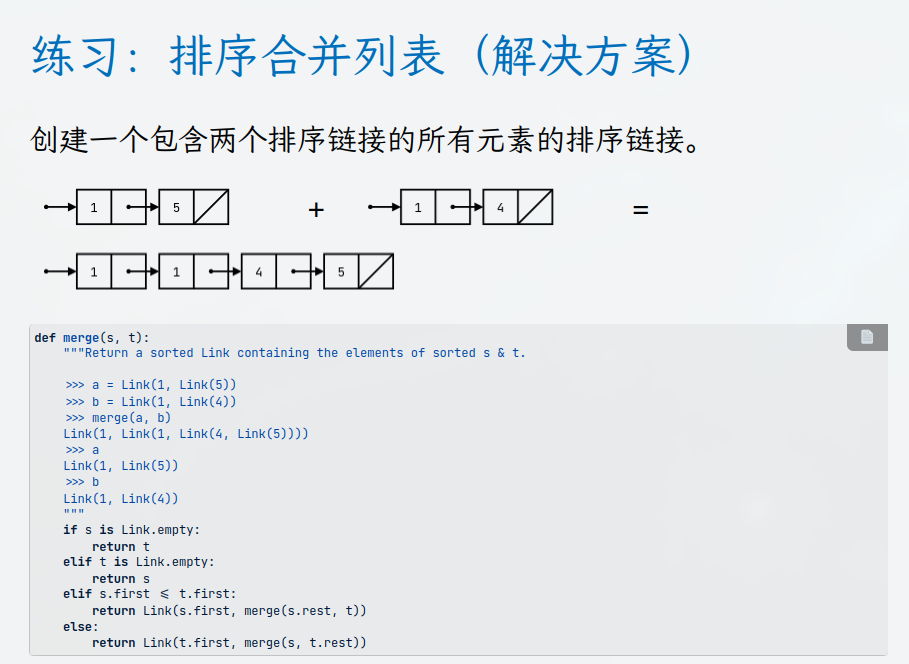 练习：排序合并列表（解决方案）
创建一个包含两个排序链接的所有元素的排序链接。
1 5 + 1 4 =
1 1 4 5
def merge(s, t):
    """Return a sorted Link containing the elements of sorted s & t.
    >>> a = Link(1, Link(5))
    >>> b = Link(1, Link(4))
    >>> merge(a, b)
    Link(1, Link(1, Link(4, Link(5))))
    >>> a
    Link(1, Link(5))
    >>> b
    Link(1, Link(4))
    """
    if s is Link.empty:
        return t
    elif t is Link.empty:
        return s
    elif s.first ⩽ t.first:
        return Link(s.first, merge(s.rest, t))
    else:
        return Link(t.first, merge(s, t.rest))